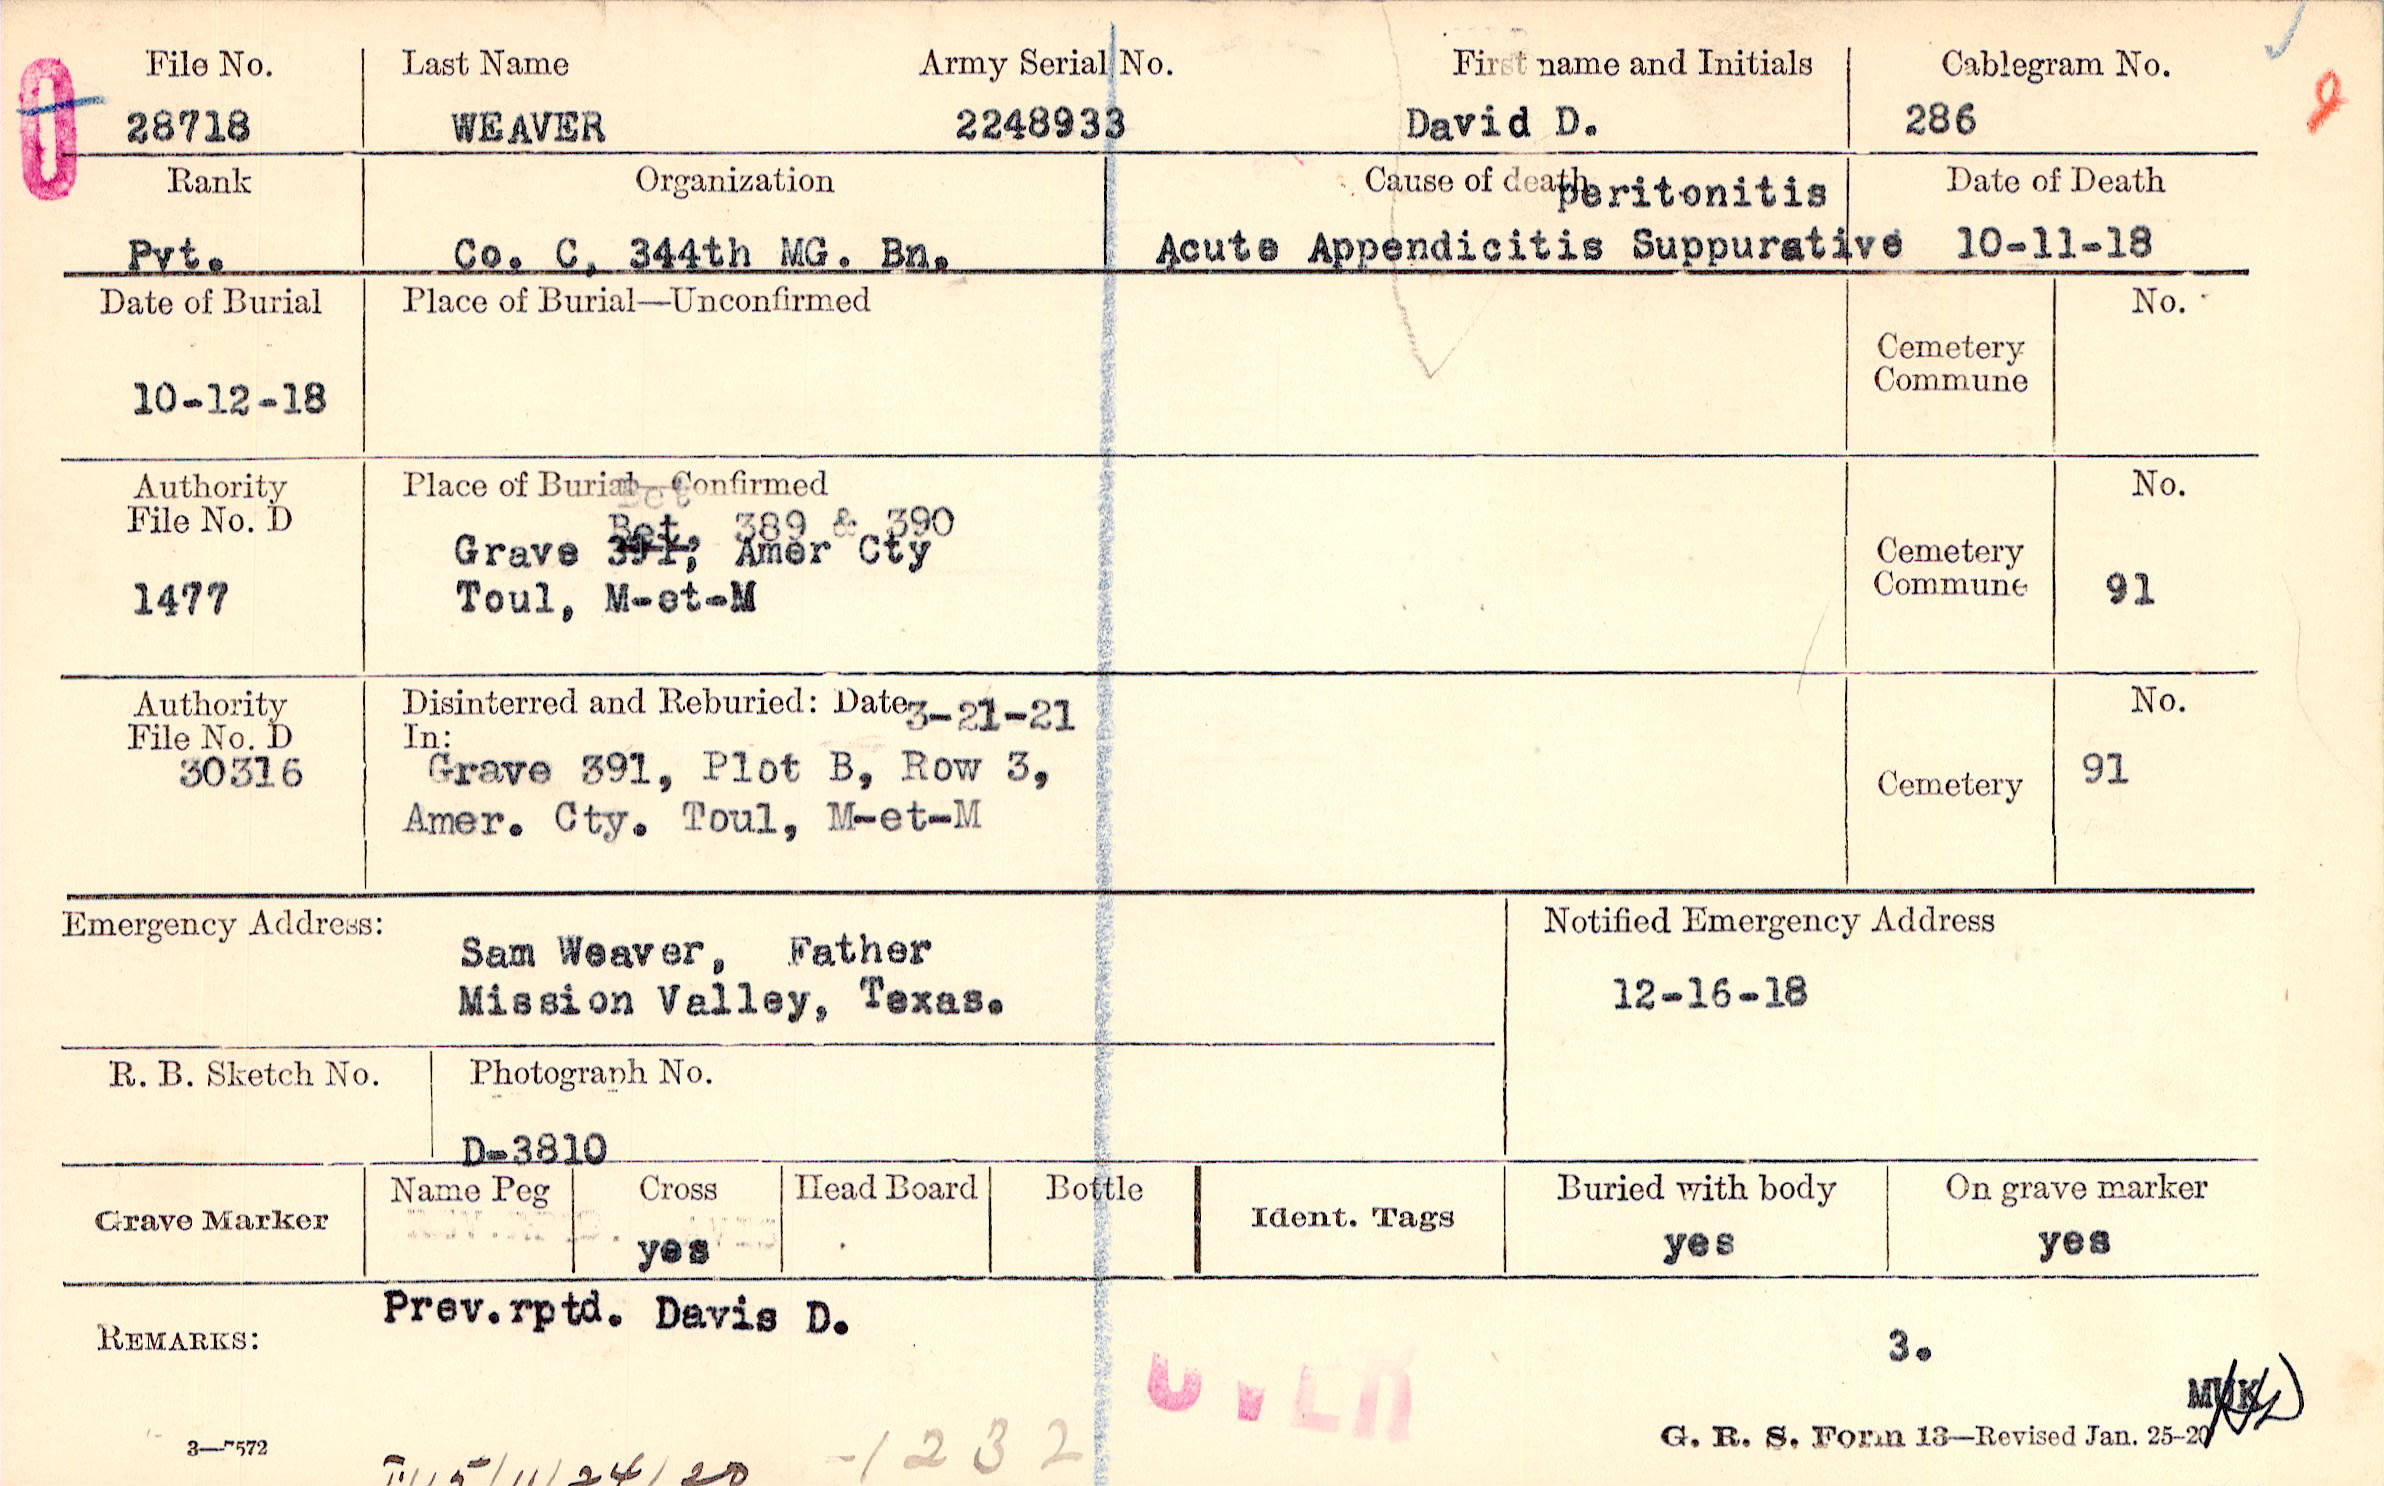 File No. Last Name Army Serial No. First name and Initials Cablegram No.
28718 WEAVER 2248933 David D. 286
Rank Organization Cause of death peritonitis Date of Death
Pvt. Co. C, 344th MG. Bn. Acute Appendicitis Suppurative 10-11-18
Date of Burial Place of Burial—Unconfirmed No.
Cemetery
Commune
10-12-18
Authority Place of Burial—Confirmed No.
File No. D
Bet. 389 & 390
Grave 391, Amer Cty Cemetery
1477 Toul, M-et-M Commune 91
Authority Disinterred and Reburied: Date 3-21-21 No.
File No. D In:
30316 Grave 391, Plot B, Row 3, Cemetery 91
Amer. Cty. Toul, M-et-M
Emergency Address: Notified Emergency Address
Sam Weaver, Father
Mission Valley, Texas. 12-16-18
R. B. Sketch No. Photograph No.
D-3810
Grave Marker Name Peg Cross Head Board Bottle Ident. Tags Buried with body On grave marker
yes yes yes
Prev.rptd. Davis D.
REMARKS: 3.
OVER
3—7572 1232 G. R. S. Form 13—Revised Jan. 25-20